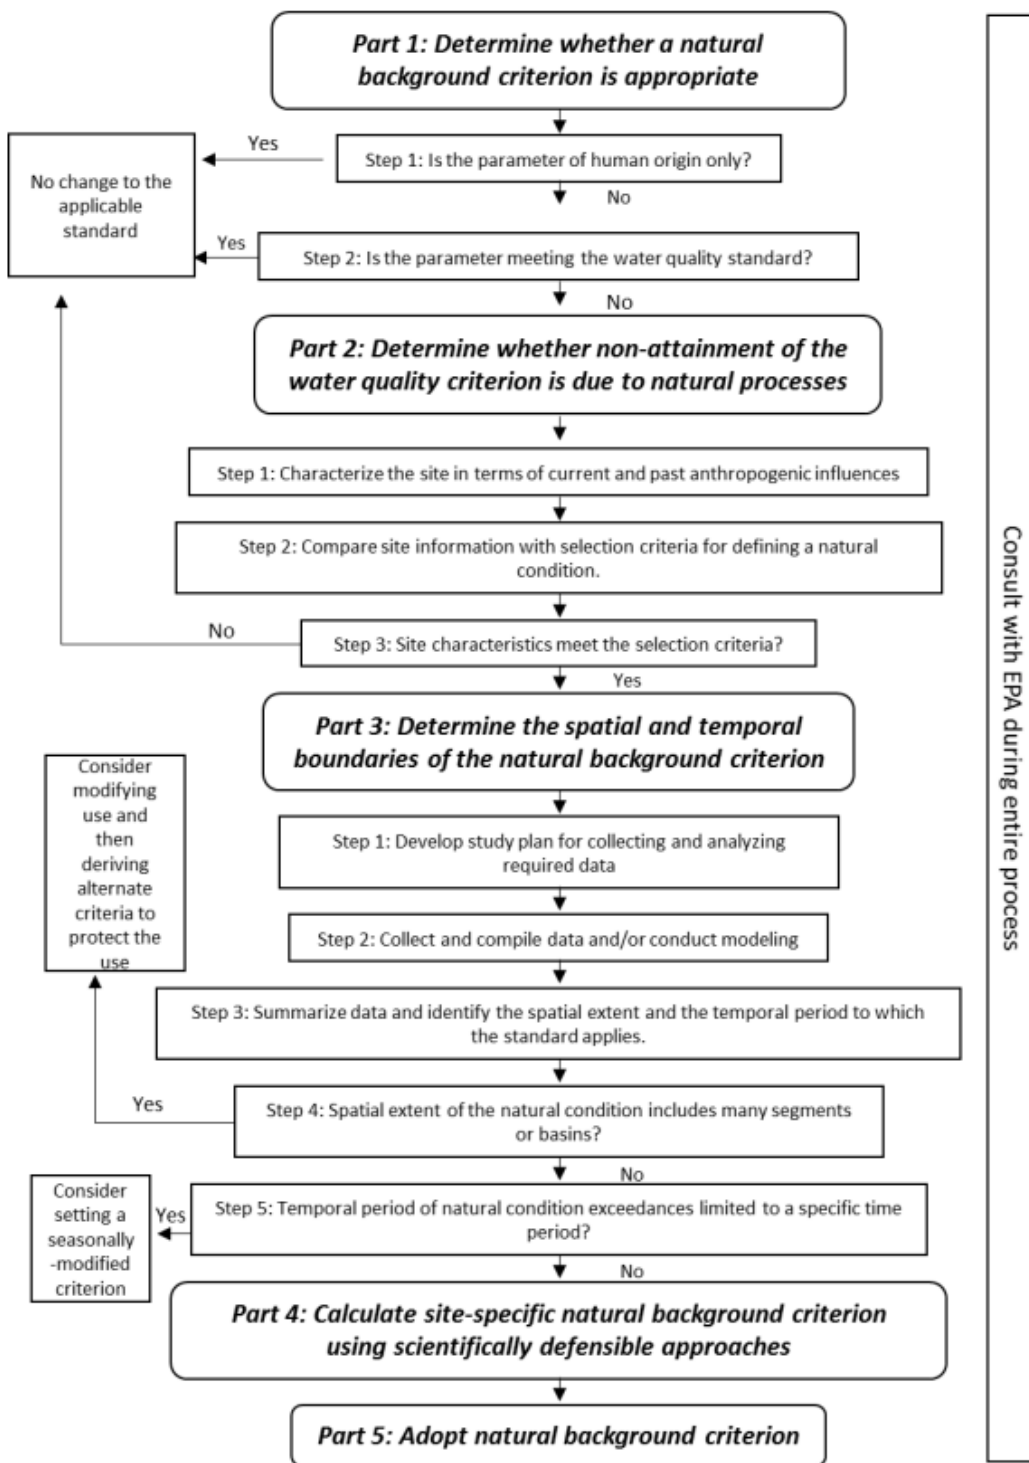 Part 1: Determine whether a natural
background criterion is appropriate
Yes
Step 1: Is the parameter of human origin only?
No change to the
applicable
standard
No
Yes
Step 2: Is the parameter meeting the water quality standard?
No
Part 2: Determine whether non-attainment of the
water quality criterion is due to natural processes
Step 1: Characterize the site in terms of current and past anthropogenic influences
Step 2: Compare site information with selection criteria for defining a natural
condition.
No
Step 3: Site characteristics meet the selection criteria?
Yes
Part 3: Determine the spatial and temporal
boundaries of the natural background criterion
Consider
modifying
use and
then
deriving
alternate
criteria to
protect the
use
Step 1: Develop study plan for collecting and analyzing
required data
Step 2: Collect and compile data and/or conduct modeling
Step 3: Summarize data and identify the spatial extent and the temporal period to which
the standard applies.
Yes
Step 4: Spatial extent of the natural condition includes many segments
or basins?
No
Consider
setting a
seasonally
-modified
criterion
Yes
Step 5: Temporal period of natural condition exceedances limited to a specific time
period?
No
Part 4: Calculate site-specific natural background criterion
using scientifically defensible approaches
Part 5: Adopt natural background criterion
Consult with EPA during entire process